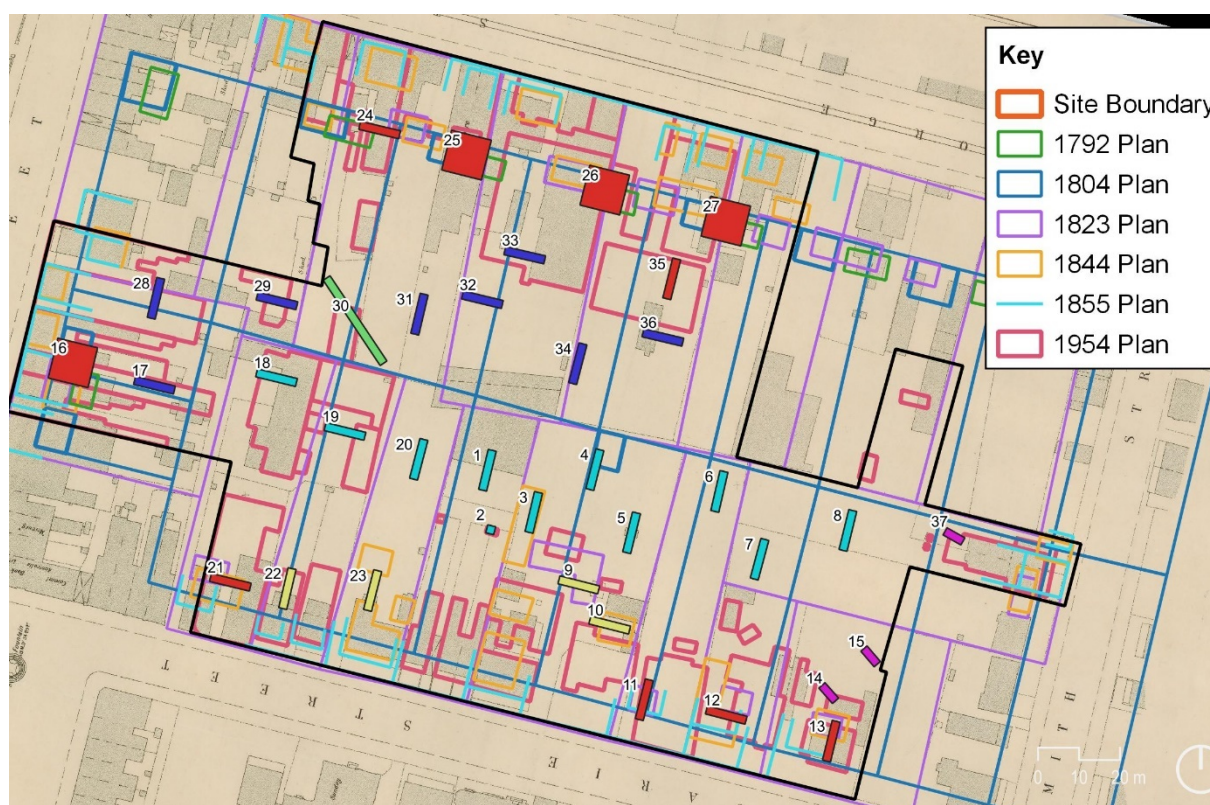 Key
Site Boundary
1792 Plan
1804 Plan
1823 Plan
1844 Plan
1855 Plan
1954 Plan
24
25
26
27
33
35
28
29
30
31
32
36
34
16
17
18
19
20
1
4
6
3
2
5
8
37
7
21
22
23
9
10
15
14
11
12
13
0 10 20 m
S
E
G
R
O
E
E
T
S
T
R
M
I
T
H
T
E
E
R
T
S
A
R
I
E
Fountain